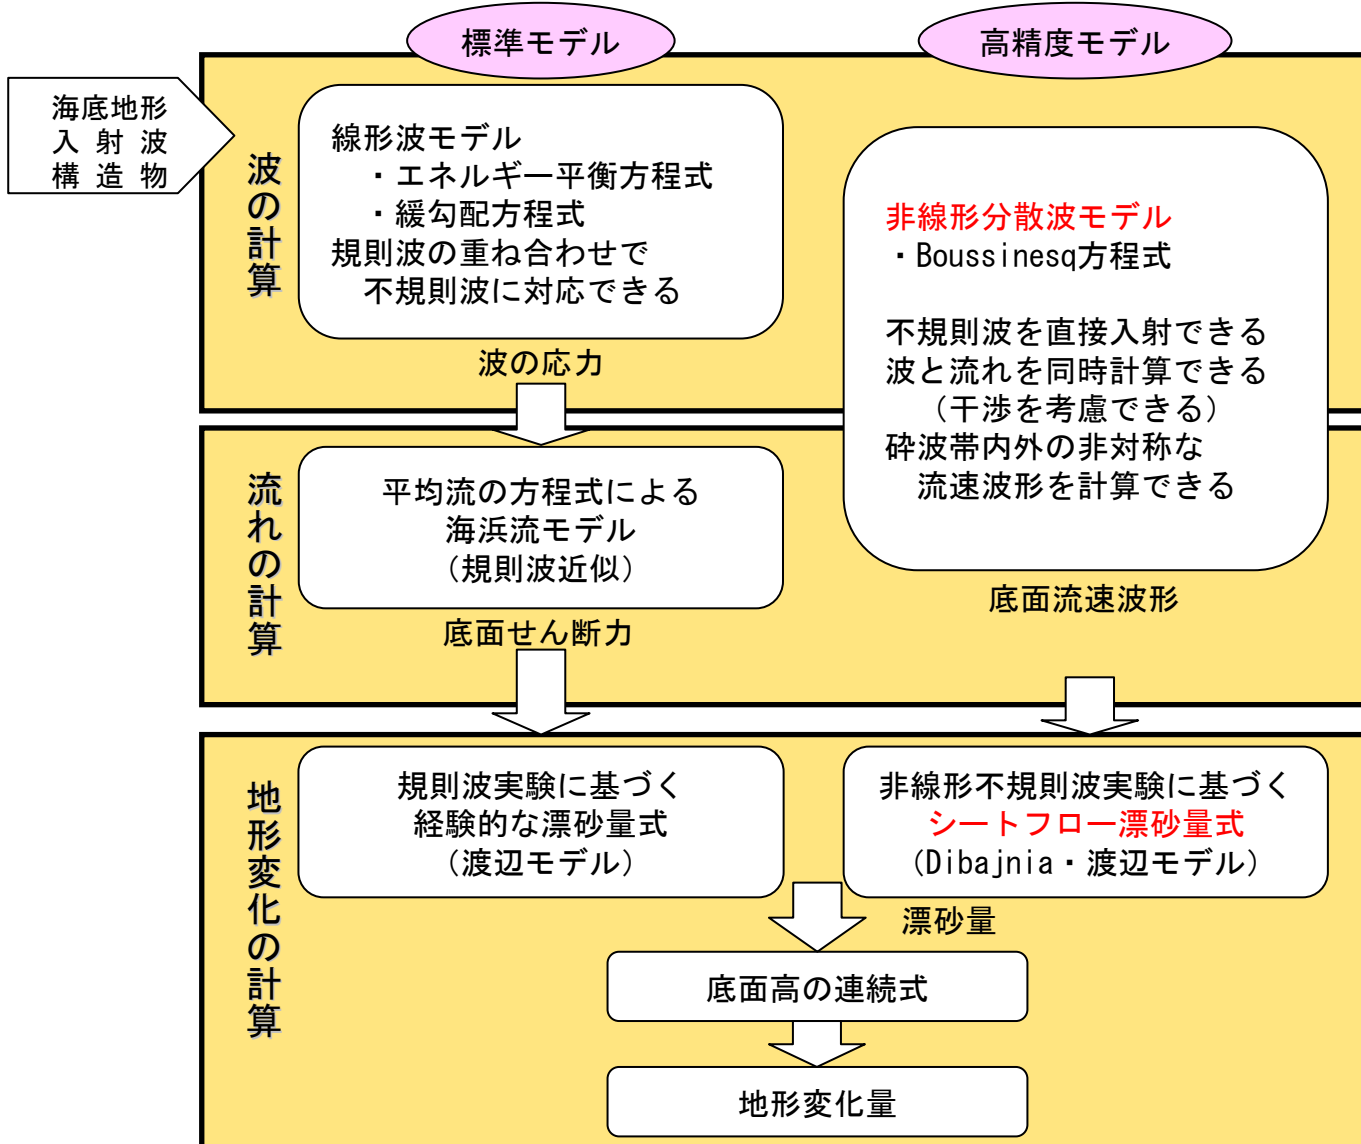 標準モデル
高精度モデル
海底地形
入射波
構造物
波の計算
線形波モデル
・エネルギー平衡方程式
・緩勾配方程式
規則波の重ね合わせで
不規則波に対応できる
波の応力
非線形分散波モデル
・Boussinesq方程式
不規則波を直接入射できる
波と流れを同時計算できる
（干渉を考慮できる）
砕波帯内外の非対称な
流速波形を計算できる
底面流速波形
流れの計算
平均流の方程式による
海浜流モデル
（規則波近似）
底面せん断力
地形変化の計算
規則波実験に基づく
経験的な漂砂量式
（渡辺モデル）
非線形不規則波実験に基づく
シートフロー漂砂量式
（Dibajnia・渡辺モデル）
漂砂量
底面高の連続式
地形変化量